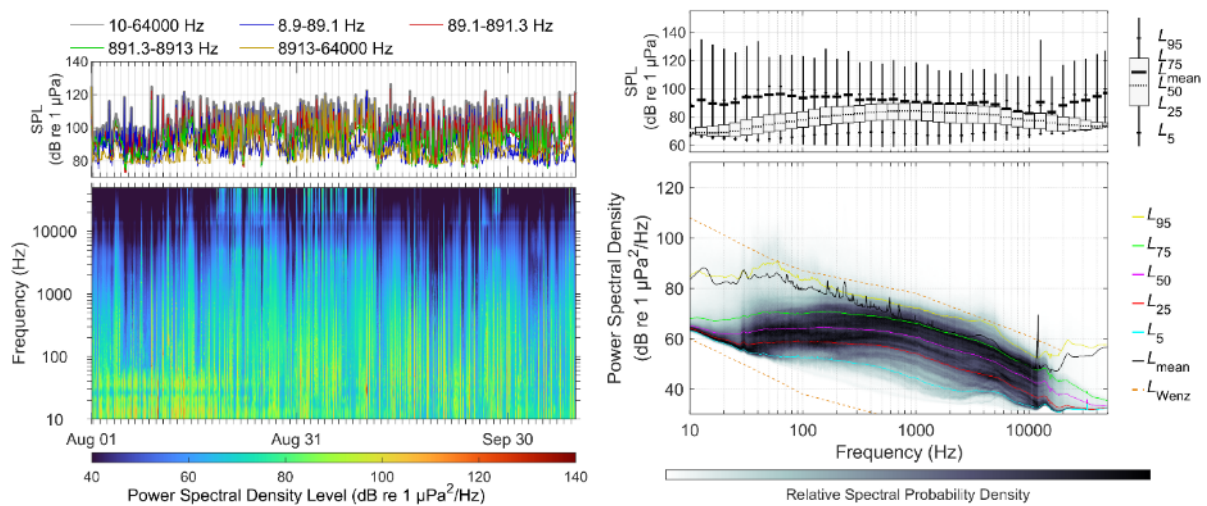 10-64000 Hz
8.9-89.1 Hz
89.1-891.3 Hz
891.3-8913 Hz
8913-64000 Hz
SPL
(dB re 1 µPa)
140
120
100
80
Frequency (Hz)
10000
1000
100
10
Aug 01
Aug 31
Sep 30
40
60
80
100
120
140
Power Spectral Density Level (dB re 1 µPa²/Hz)
SPL
(dB re 1 µPa)
140
120
100
80
60
L95
L75
Lmean
L50
L25
L5
Power Spectral Density
(dB re 1 µPa²/Hz)
120
100
80
60
40
10
100
1000
10000
Frequency (Hz)
L95
L75
L50
L25
L5
Lmean
LWenz
Relative Spectral Probability Density